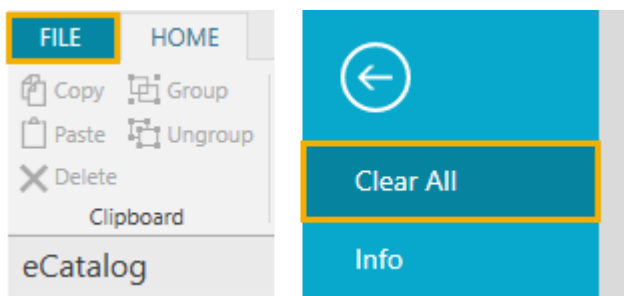 FILE HOME
Copy Group
Paste Ungroup
Delete
Clipboard
eCatalog
Clear All
Info